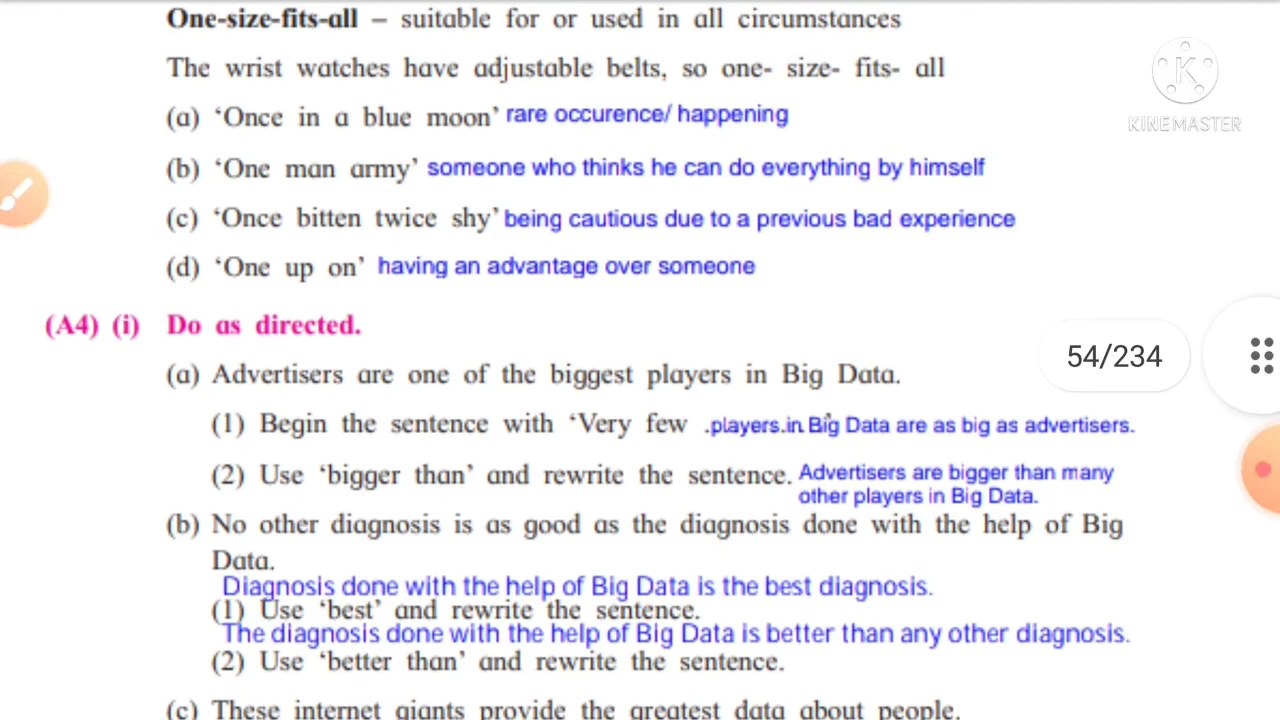 One-size-fits-all – suitable for or used in all circumstances
The wrist watches have adjustable belts, so one- size- fits- all
KINEMASTER
(a) ‘Once in a blue moon’ rare occurence/ happening
(b) ‘One man army’ someone who thinks he can do everything by himself
(c) ‘Once bitten twice shy’ being cautious due to a previous bad experience
(d) ‘One up on’ having an advantage over someone
(A4) (i) Do as directed.
54/234
(a) Advertisers are one of the biggest players in Big Data.
(1) Begin the sentence with ‘Very few .players.in Big Data are as big as advertisers.
(2) Use ‘bigger than’ and rewrite the sentence. Advertisers are bigger than many
other players in Big Data.
(b) No other diagnosis is as good as the diagnosis done with the help of Big
Data.
Diagnosis done with the help of Big Data is the best diagnosis.
(1) Use ‘best’ and rewrite the sentence.
The diagnosis done with the help of Big Data is better than any other diagnosis.
(2) Use ‘better than’ and rewrite the sentence.
(c) These internet giants provide the greatest data about people.